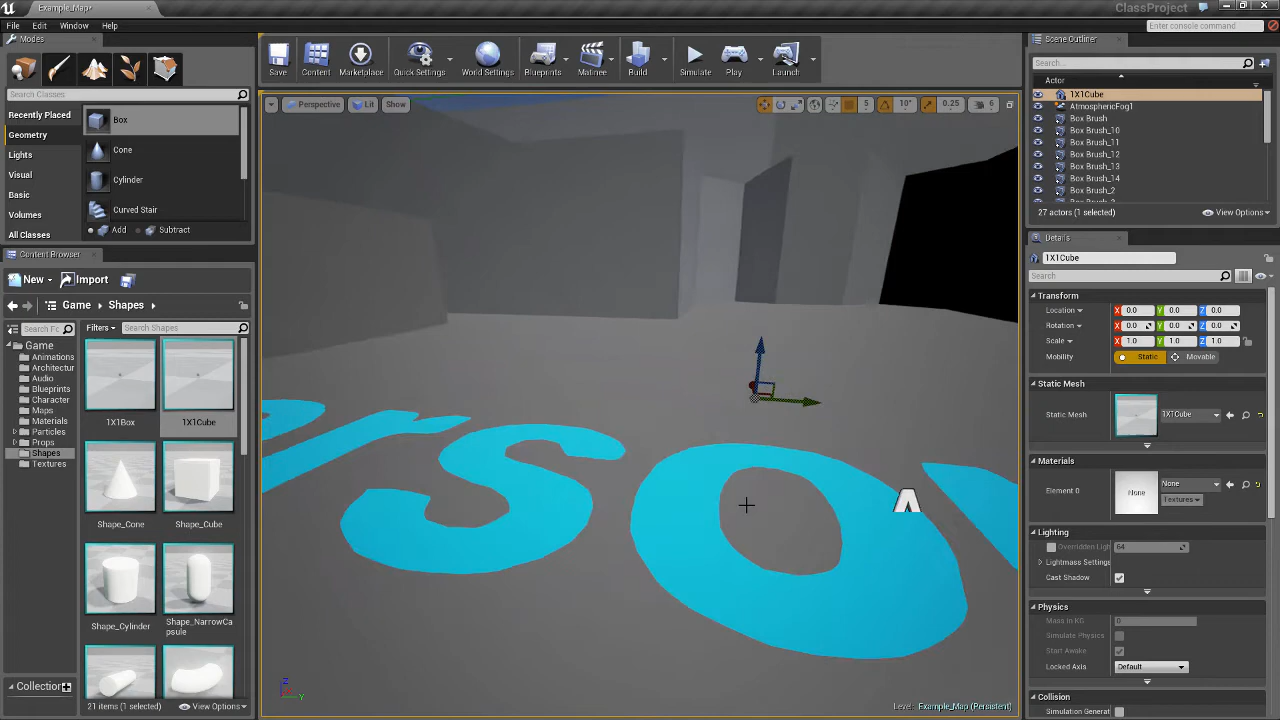 Example_Map*
ClassProject
File Edit Window Help
Enter console command
Modes
Search Classes
Recently Placed
Geometry
Lights
Visual
Basic
Volumes
All Classes
Box
Cone
Cylinder
Curved Stair
Add Subtract
Save Content Marketplace Quick Settings World Settings Blueprints Matinee Build Simulate Play Launch
Perspective Lit Show
5 10° 0.25 6
Content Browser
New Import
Game Shapes
Filters Search Shapes
Game
Animations
Architectur
Audio
Blueprints
Character
Maps
Materials
Particles
Props
Shapes
Textures
1X1Box 1X1Cube
Shape_Cone Shape_Cube
Shape_Cylinder Shape_NarrowCapsule
Collection
21 items (1 selected) View Options
Level: Example_Map (Persistent)
Z
Y
Scene Outliner
Search...
Actor
1X1Cube
AtmosphericFog1
Box Brush
Box Brush_10
Box Brush_11
Box Brush_12
Box Brush_13
Box Brush_14
Box Brush_2
27 actors (1 selected) View Options
Details
1X1Cube
Search
Transform
Location X 0.0 Y 0.0 Z 0.0
Rotation X 0.0 Y 0.0 Z 0.0
Scale X 1.0 Y 1.0 Z 1.0
Mobility Static Movable
Static Mesh
Static Mesh 1X1Cube
Materials
Element 0 None None
Textures
Lighting
Overridden Ligh 64
Lightmass Settings
Cast Shadow
Physics
Mass in KG 0
Simulate Physics
Start Awake
Locked Axis Default
Collision
Simulation Generat